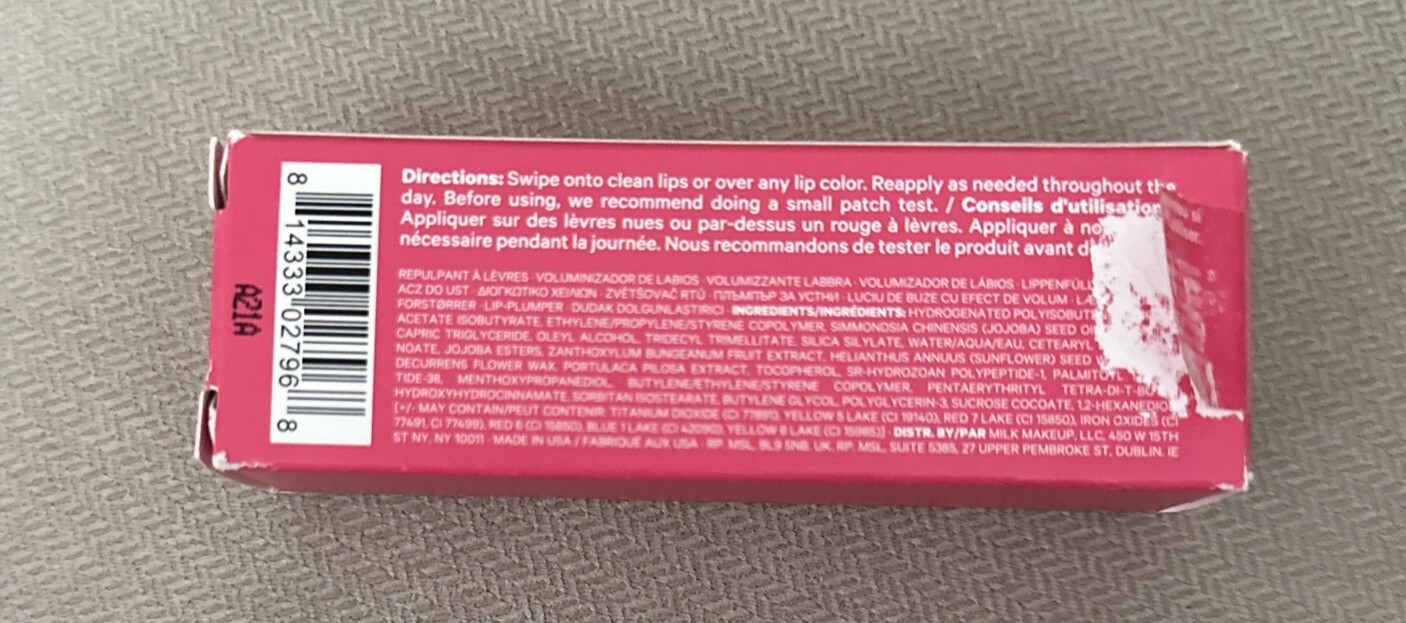 Directions: Swipe onto clean lips or over any lip color. Reapply as needed throughout the
day. Before using, we recommend doing a small patch test. / Conseils d'utilisation
Appliquer sur des lèvres nues ou par-dessus un rouge à lèvres. Appliquer à no
nécessaire pendant la journée. Nous recommandons de tester le produit avant d
REPULPANT À LÈVRES · VOLUMINIZADOR DE LABIOS · VOLUMIZZANTE LABBRA · VOLUMIZADOR DE LÁBIOS · LIPPENFÜLL
ACZ DO UST · ΔΙΟΓΚΩΤΙΚΟ ΧΕΙΛΙΩΝ · ZVĚTŠOVAČ RTŮ · ПЛЪМПЪР ЗА УСТНИ · LUCIU DE BUZE CU EFECT DE VOLUM · LA
FORSTØRRER · LIP-PLUMPER · DUDAK DOLGUNLASTIRICI · INGREDIENTS/INGRÉDIENTS: HYDROGENATED POLYISOBUT
ACETATE ISOBUTYRATE, ETHYLENE/PROPYLENE/STYRENE COPOLYMER, SIMMONDSIA CHINENSIS (JOJOBA) SEED OI
CAPRIC TRIGLYCERIDE, OLEYL ALCOHOL, TRIDECYL TRIMELLITATE, SILICA SILYLATE, WATER/AQUA/EAU, CETEARYL
NOATE, JOJOBA ESTERS, ZANTHOXYLUM BUNGEANUM FRUIT EXTRACT, HELIANTHUS ANNUUS (SUNFLOWER) SEED
DECURRENS FLOWER WAX, PORTULACA PILOSA EXTRACT, TOCOPHEROL, SR-HYDROZOAN POLYPEPTIDE-1, PALMITOYL
TIDE-38, MENTHOXYPROPANEDIOL, BUTYLENE/ETHYLENE/STYRENE COPOLYMER, PENTAERYTHRITYL TETRA-DI-T-BU
HYDROXYHYDROCINNAMATE, SORBITAN ISOSTEARATE, BUTYLENE GLYCOL, POLYGLYCERIN-3, SUCROSE COCOATE, 1,2-HEXANEDIO
[+/- MAY CONTAIN/PEUT CONTENIR: TITANIUM DIOXIDE (CI 77891), YELLOW 5 LAKE (CI 19140), RED 7 LAKE (CI 15850), IRON OXIDES (CI
77491, CI 77499), RED 6 (CI 15850), BLUE 1 LAKE (CI 42090), YELLOW 6 LAKE (CI 15985)] · DISTR. BY/PAR MILK MAKEUP, LLC, 450 W 15TH
ST NY, NY 10011 · MADE IN USA / FABRIQUÉ AUX USA · RP: MSL, BL9 5NB, UK. RP: MSL, SUITE 5385, 27 UPPER PEMBROKE ST, DUBLIN, IE
8 14333 02796 8
A21A